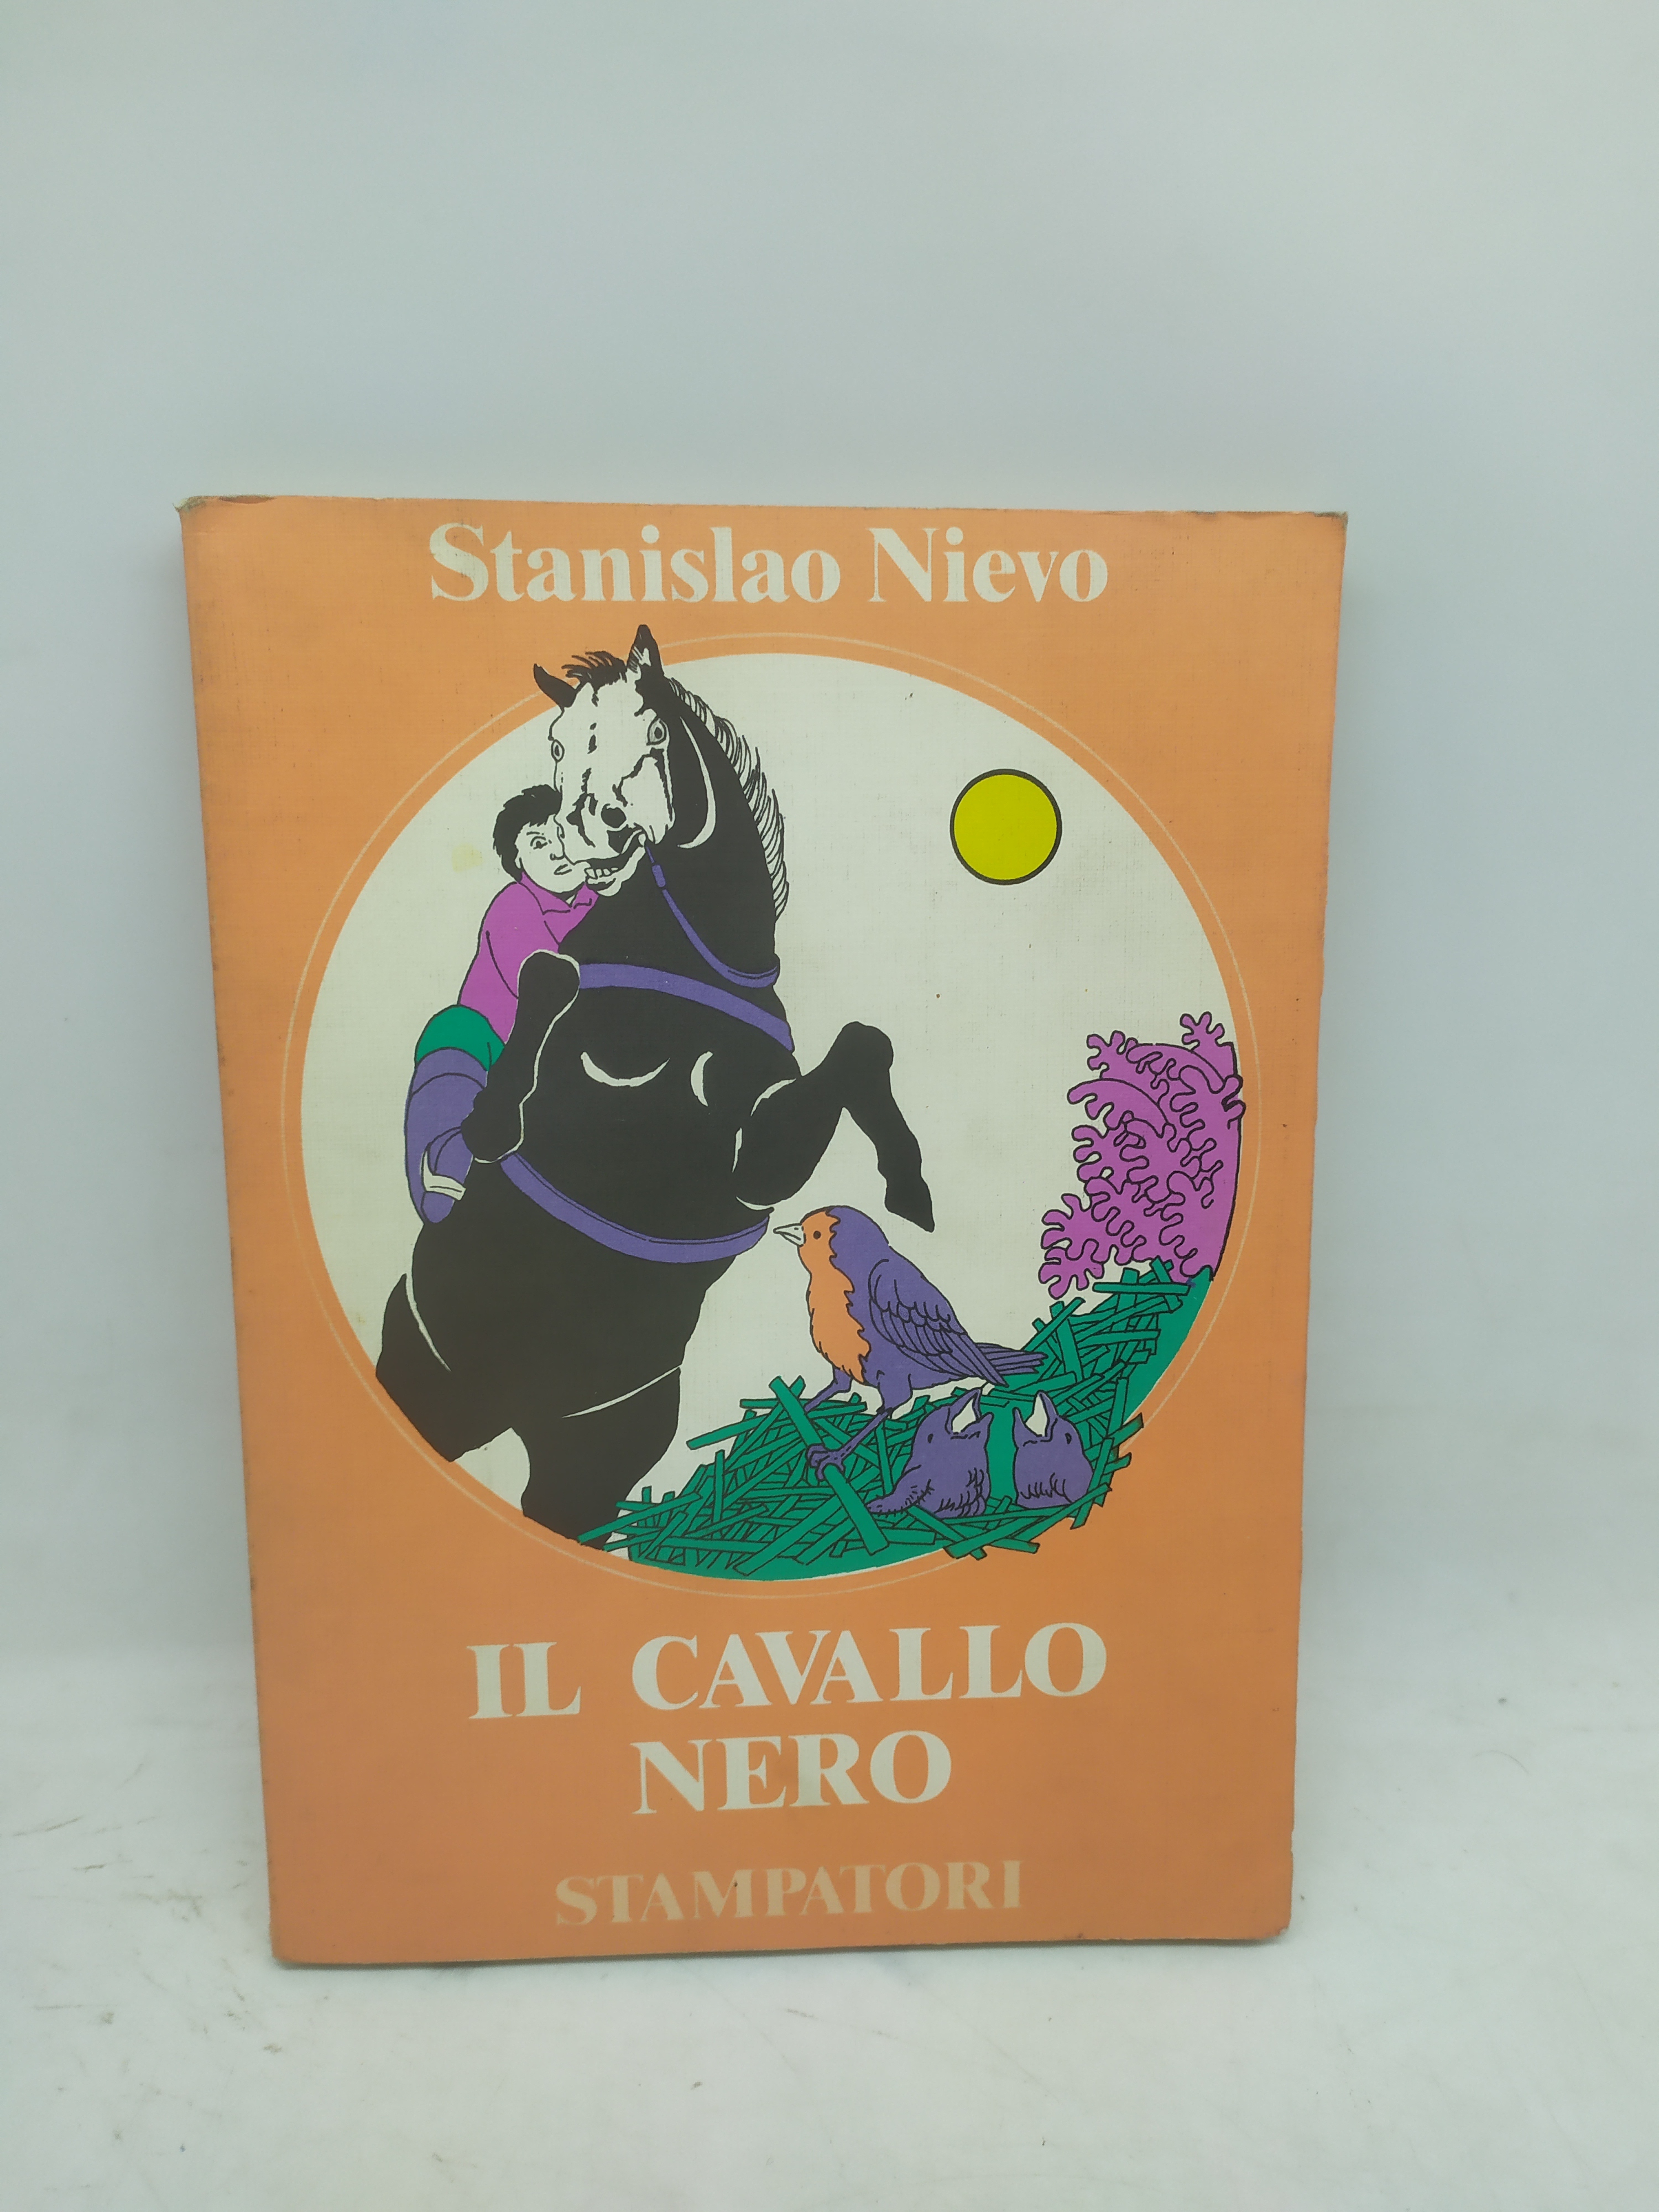 Stanislao Nievo
IL CAVALLO
NERO
STAMPATORI